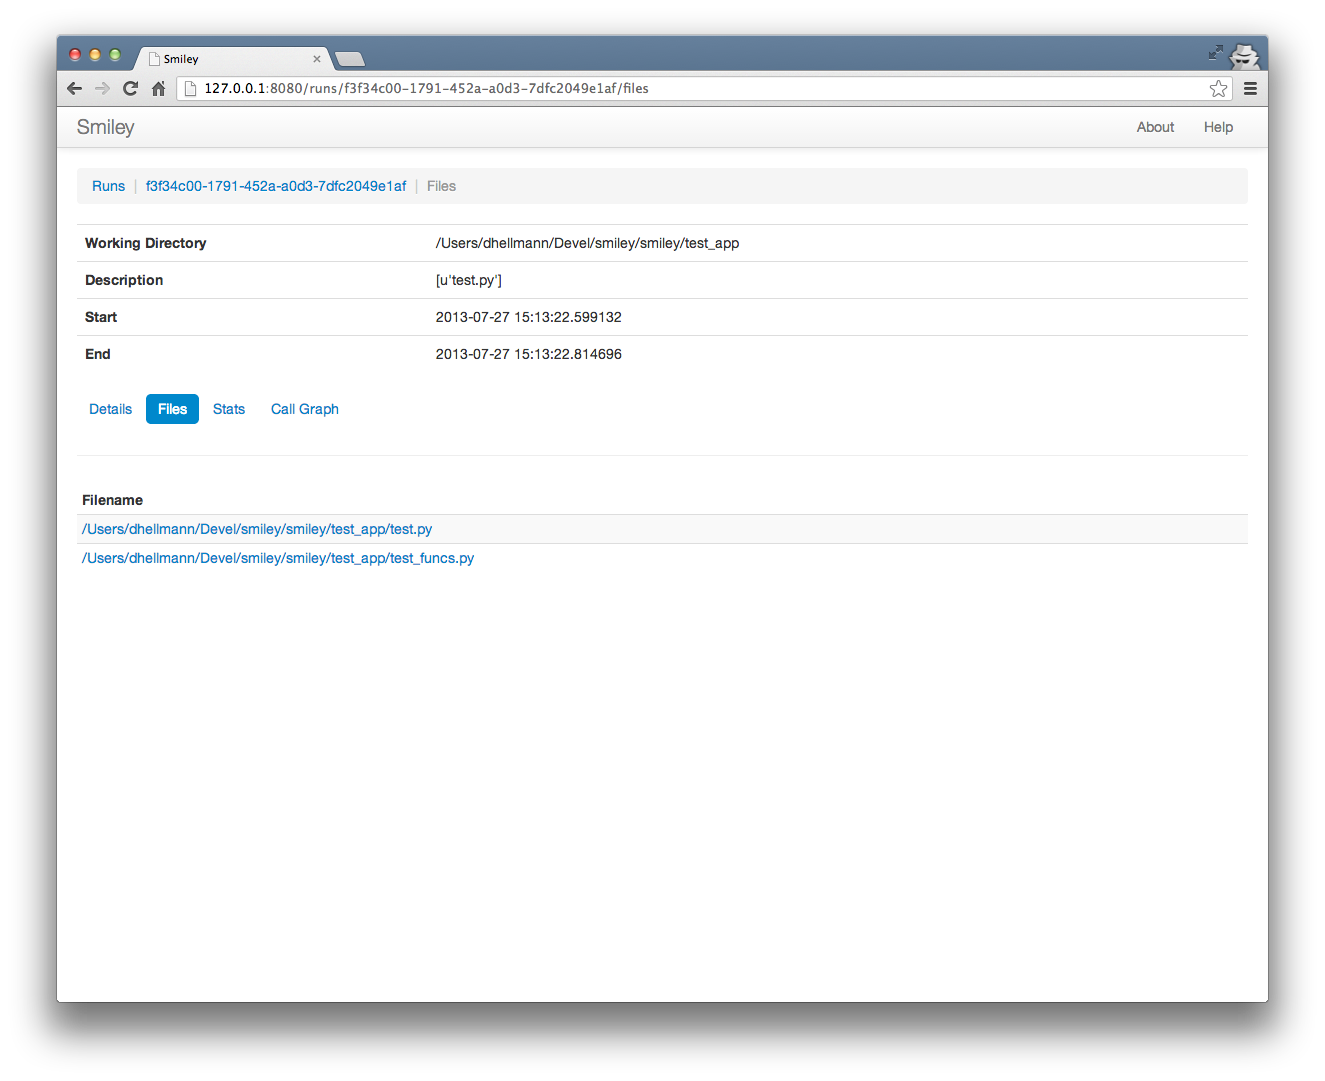 Smiley
127.0.0.1:8080/runs/f3f34c00-1791-452a-a0d3-7dfc2049e1af/files
Smiley About Help
Runs | f3f34c00-1791-452a-a0d3-7dfc2049e1af | Files
Working Directory /Users/dhellmann/Devel/smiley/smiley/test_app
Description [u'test.py']
Start 2013-07-27 15:13:22.599132
End 2013-07-27 15:13:22.814696
Details Files Stats Call Graph
Filename
/Users/dhellmann/Devel/smiley/smiley/test_app/test.py
/Users/dhellmann/Devel/smiley/smiley/test_app/test_funcs.py